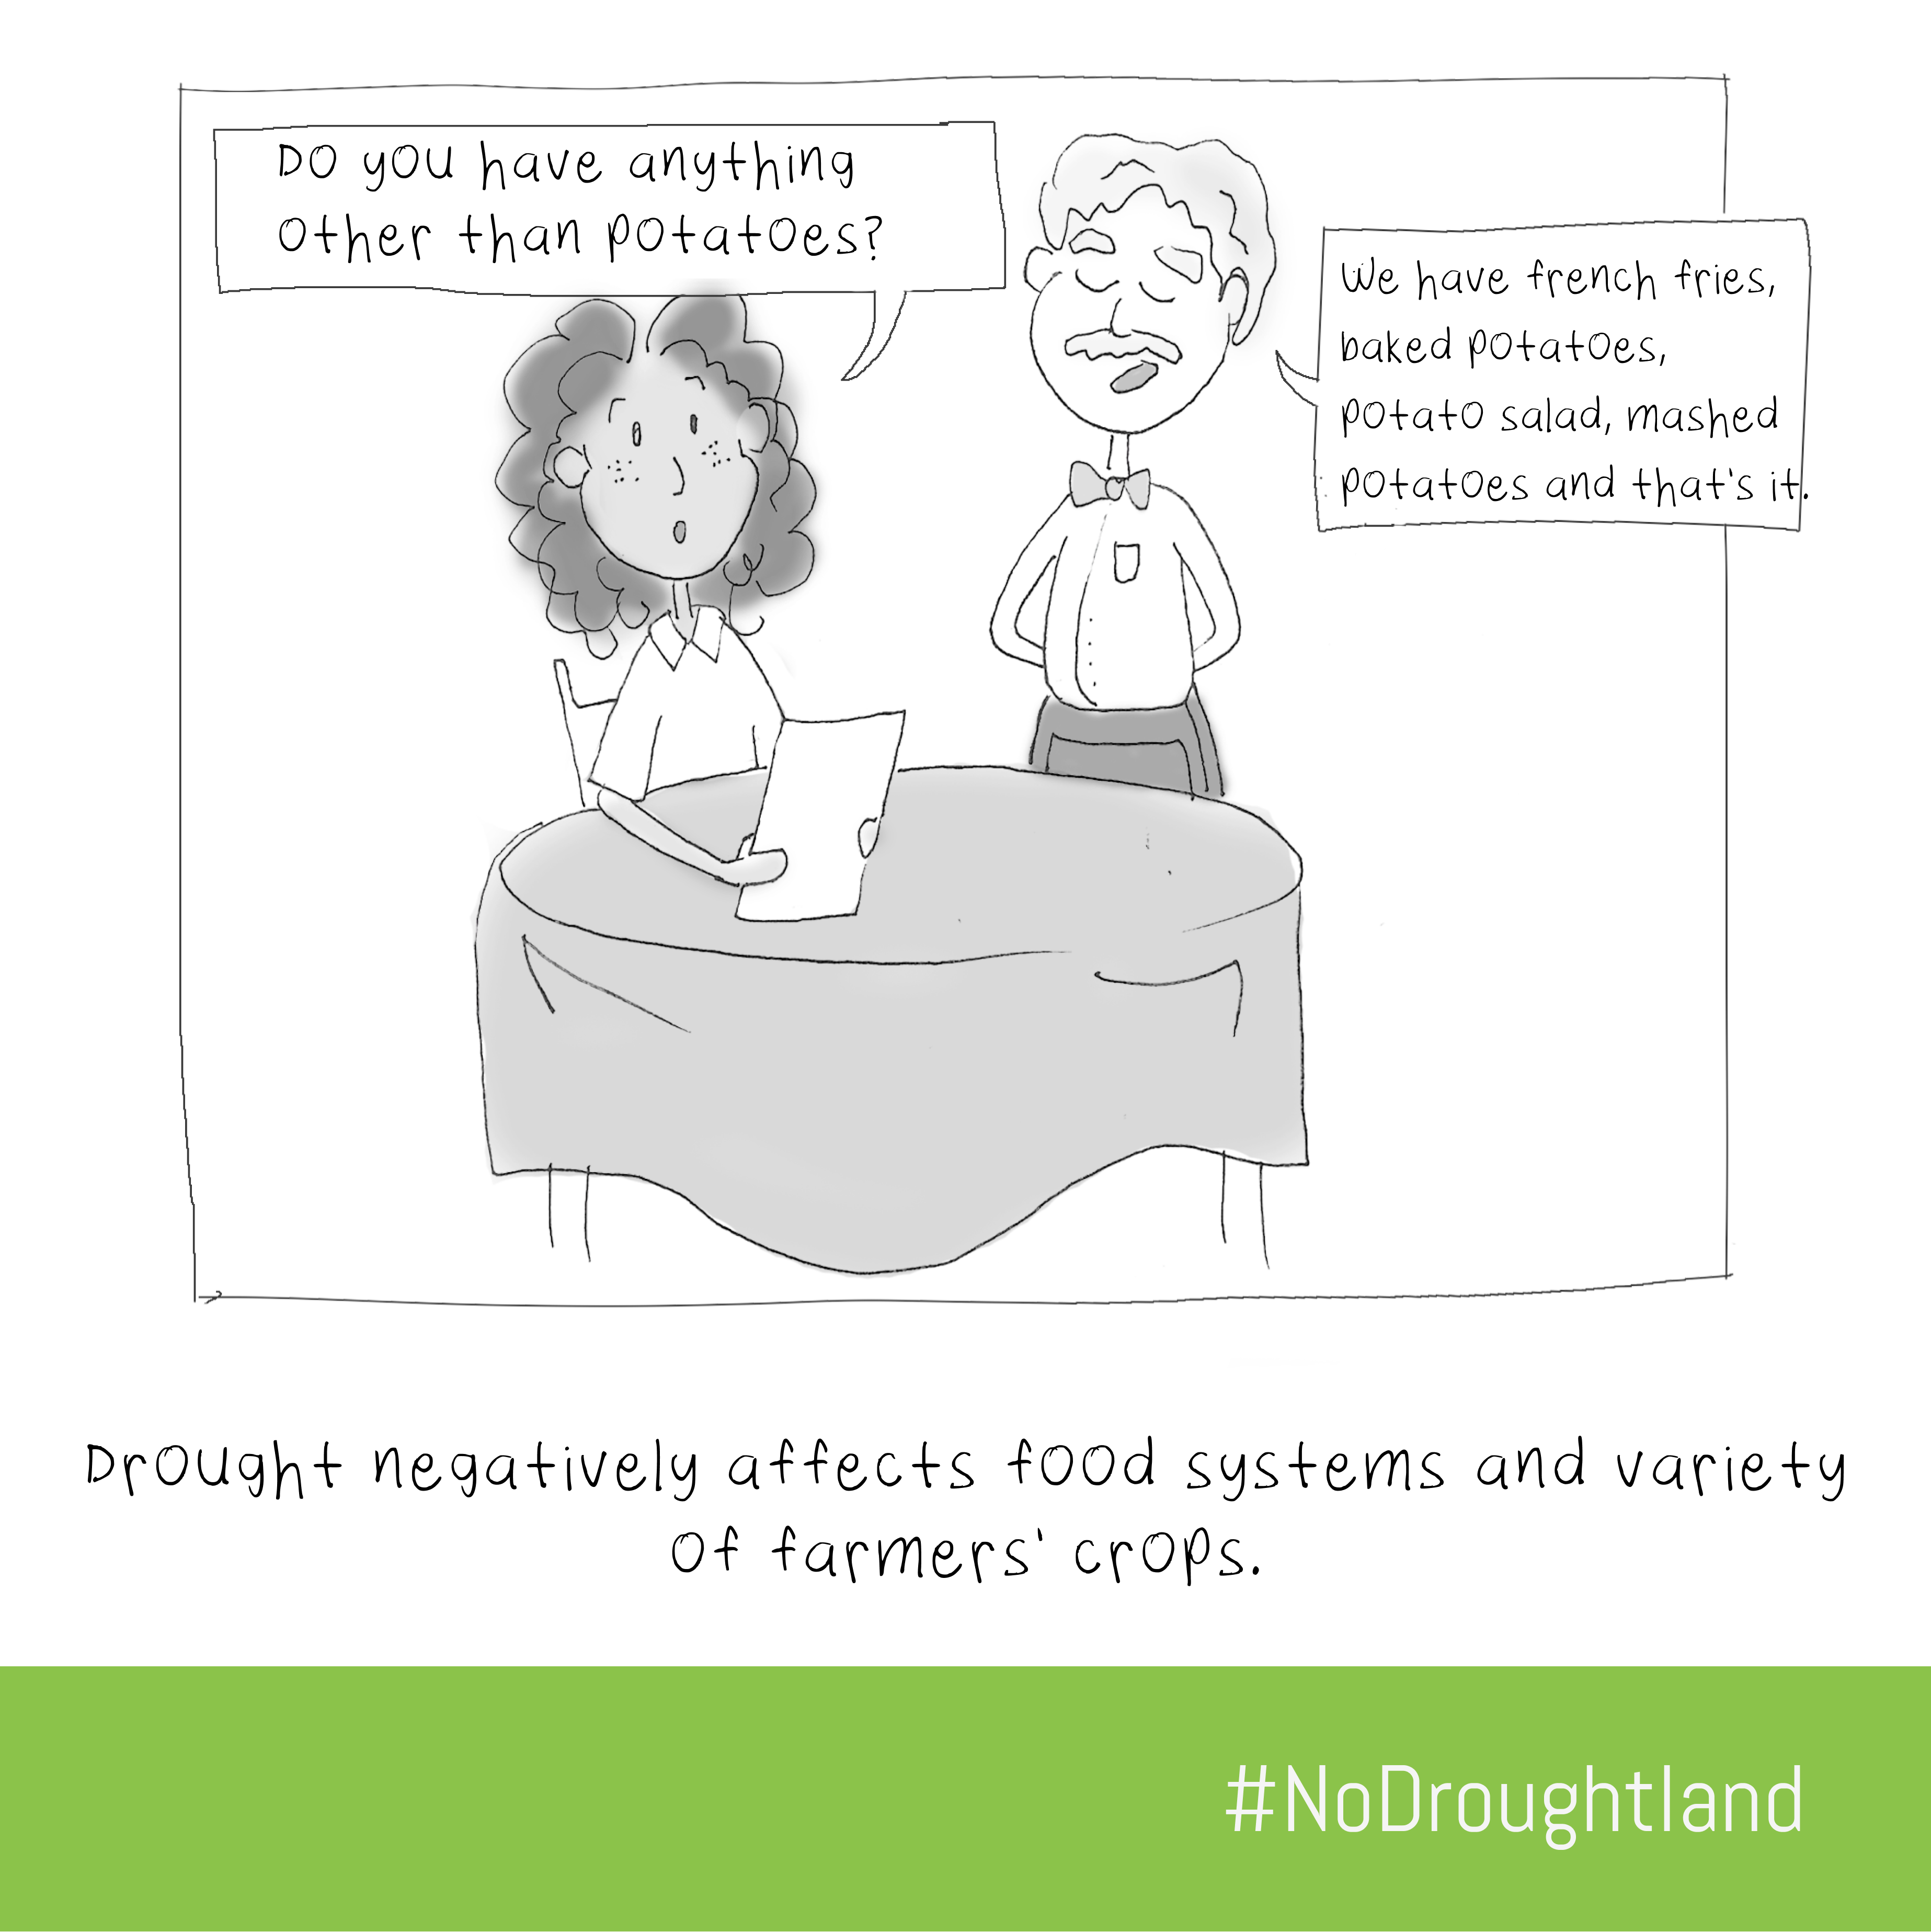 Do you have anything
other than potatoes?
We have french fries,
baked potatoes,
potato salad, mashed
potatoes and that's it.
Drought negatively affects food systems and variety
of farmers' crops.
#NoDroughtland